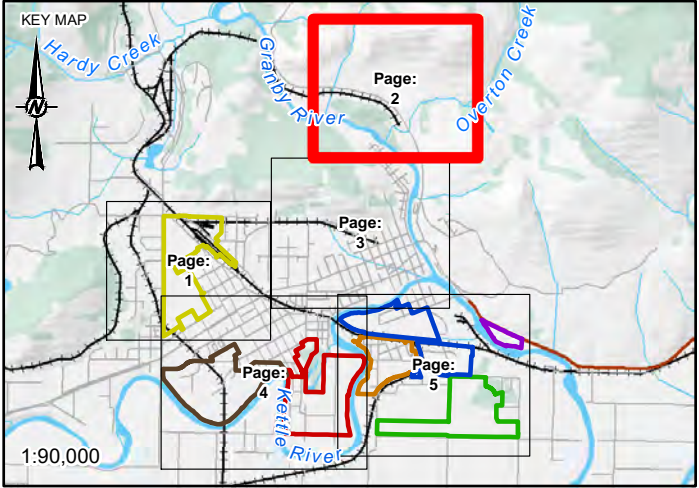 KEY MAP
Hardy Creek
N
Granby River
Page:
2
Overton Creek
Page:
3
Page:
1
Page:
4
Page:
5
Kettle River
1:90,000